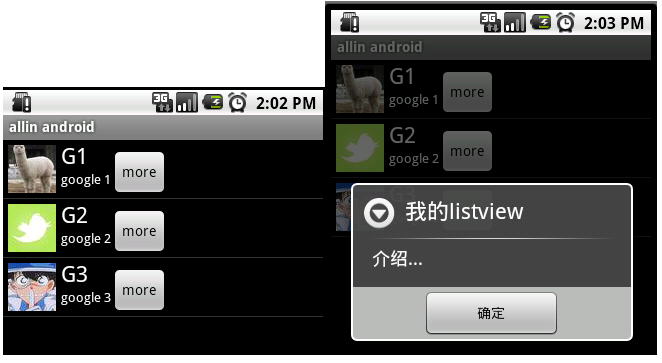 3G 2:02 PM
allin android
G1
google 1
more
G2
google 2
more
G3
google 3
more
3G 2:03 PM
allin android
G1
google 1
more
G2
google 2
more
我的listview
介绍...
确定